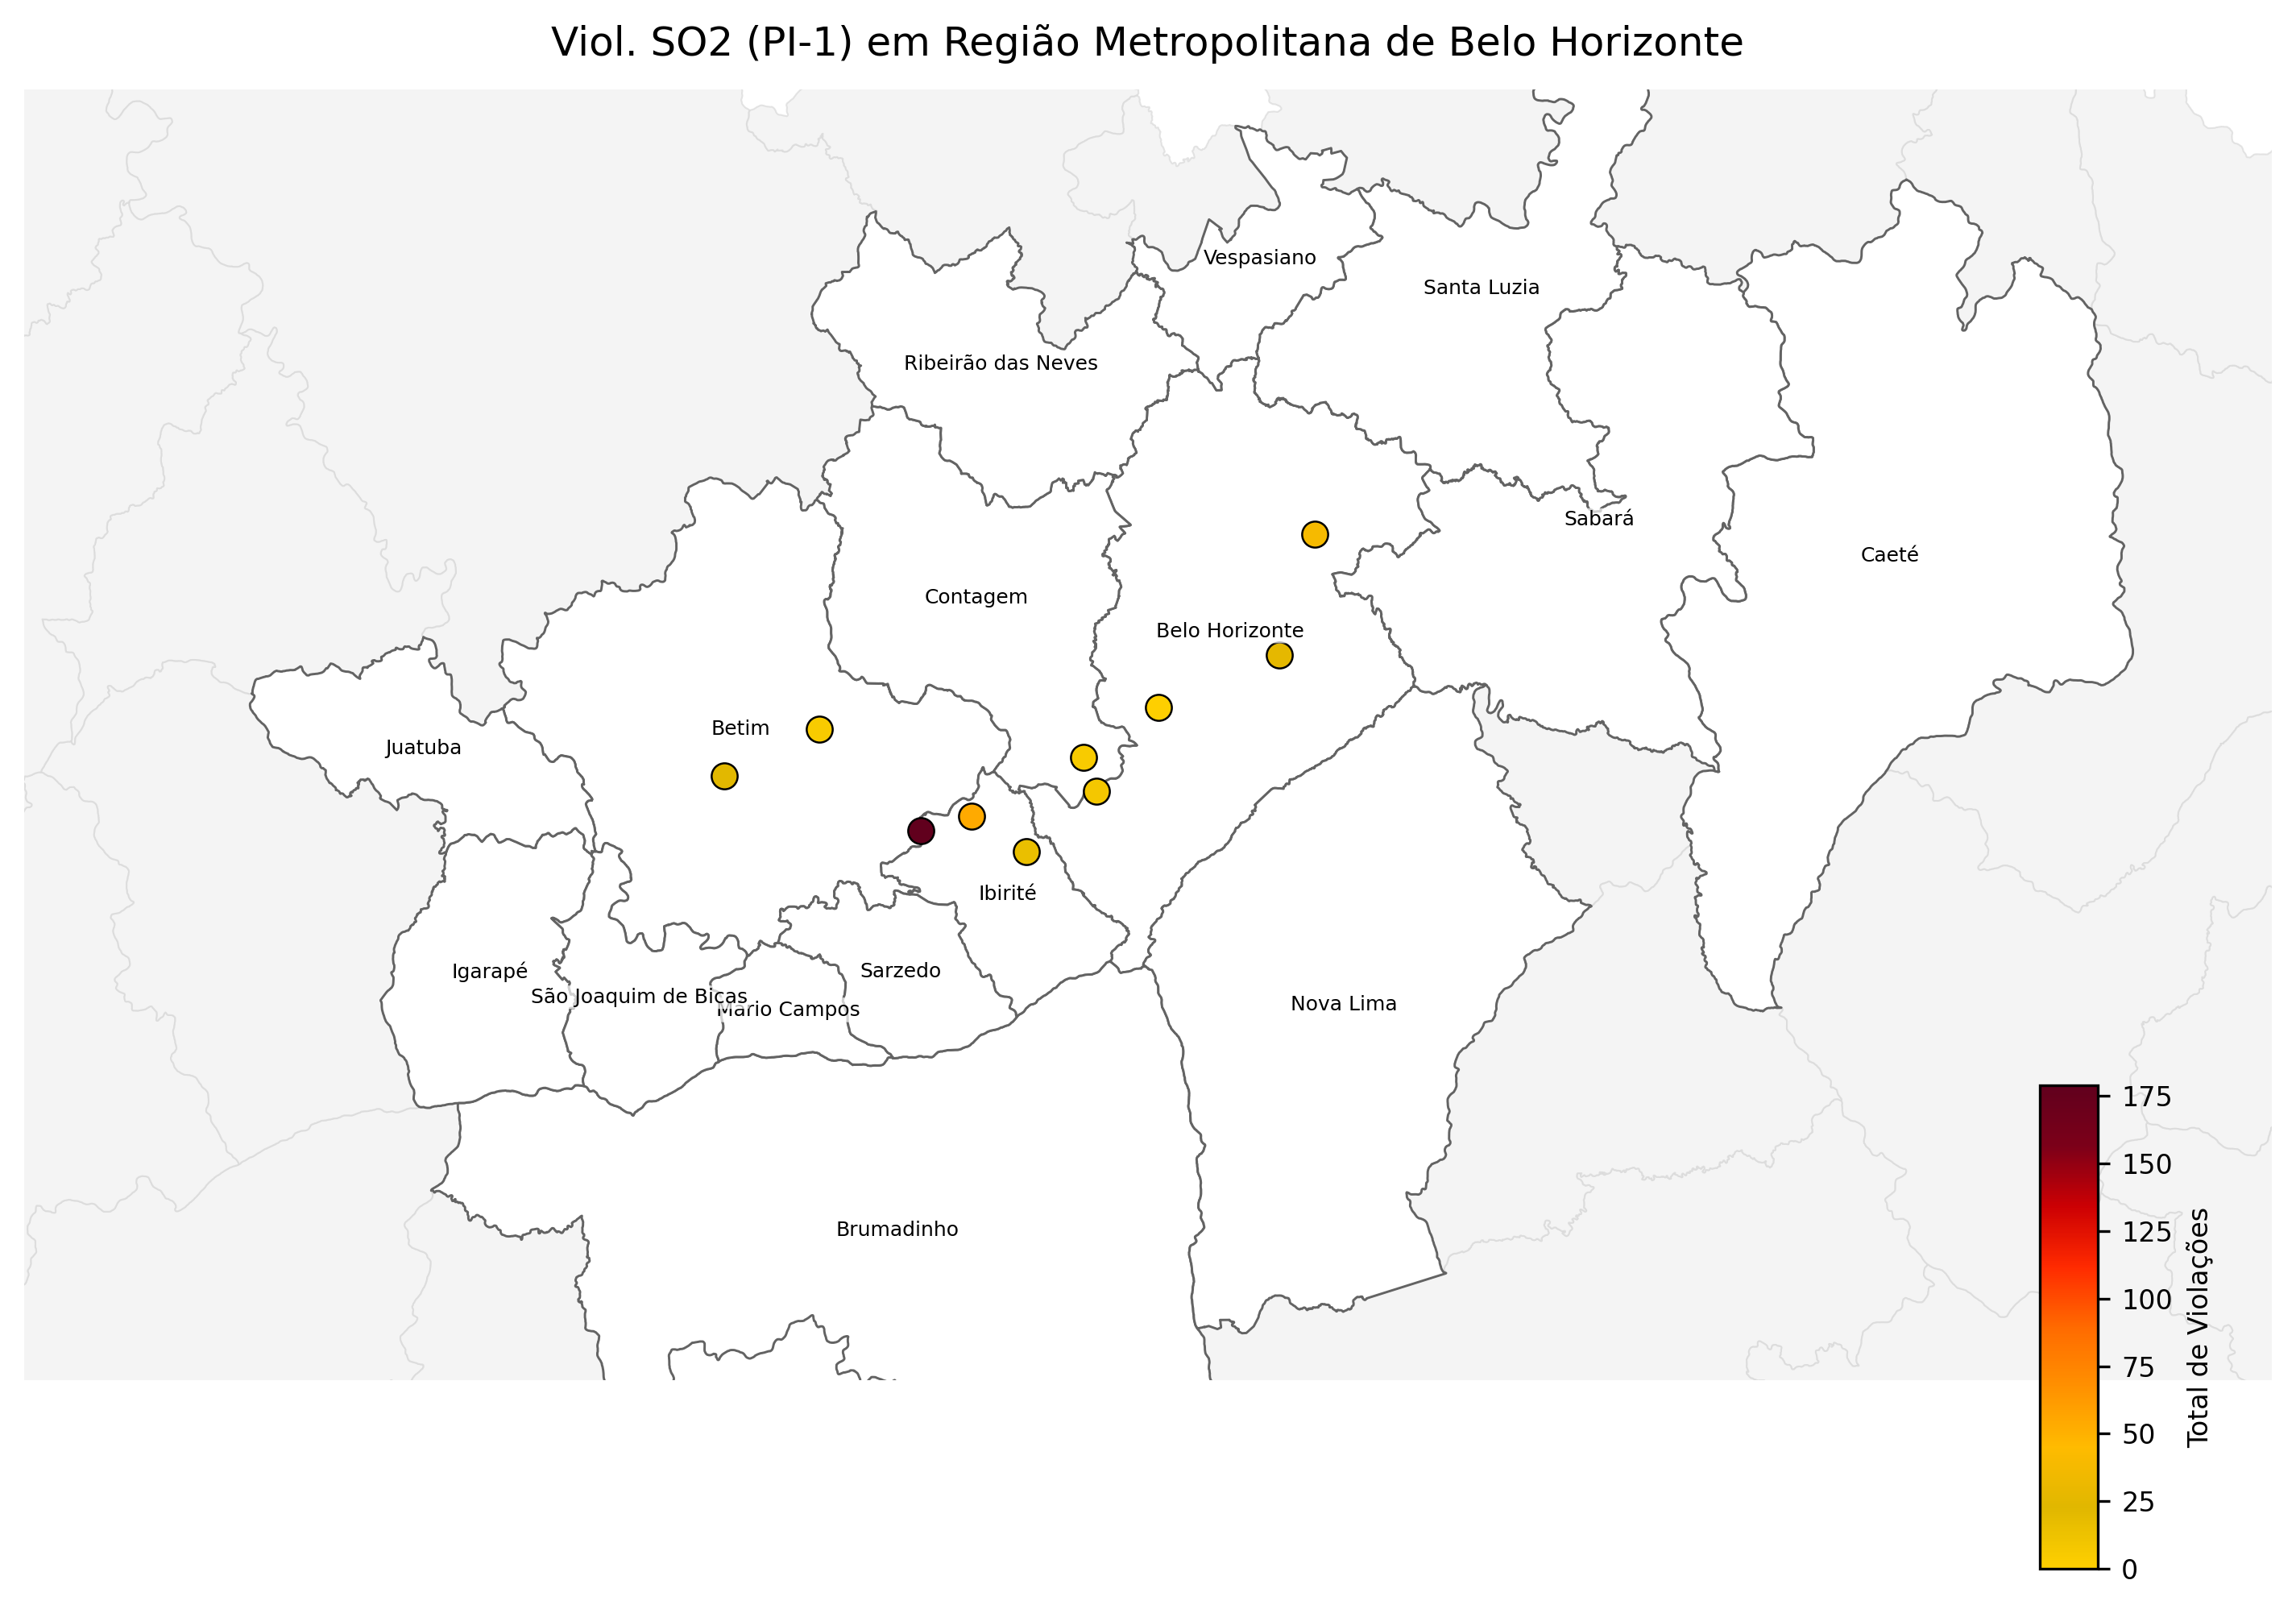 Viol. SO2 (PI-1) em Região Metropolitana de Belo Horizonte
Vespasiano
Santa Luzia
Ribeirão das Neves
Sabará
Caeté
Contagem
Belo Horizonte
Betim
Juatuba
Ibirité
Igarapé
Sarzedo
São Joaquim de Bicas
Mário Campos
Nova Lima
Brumadinho
175
150
125
100
75
50
25
0
Total de Violações